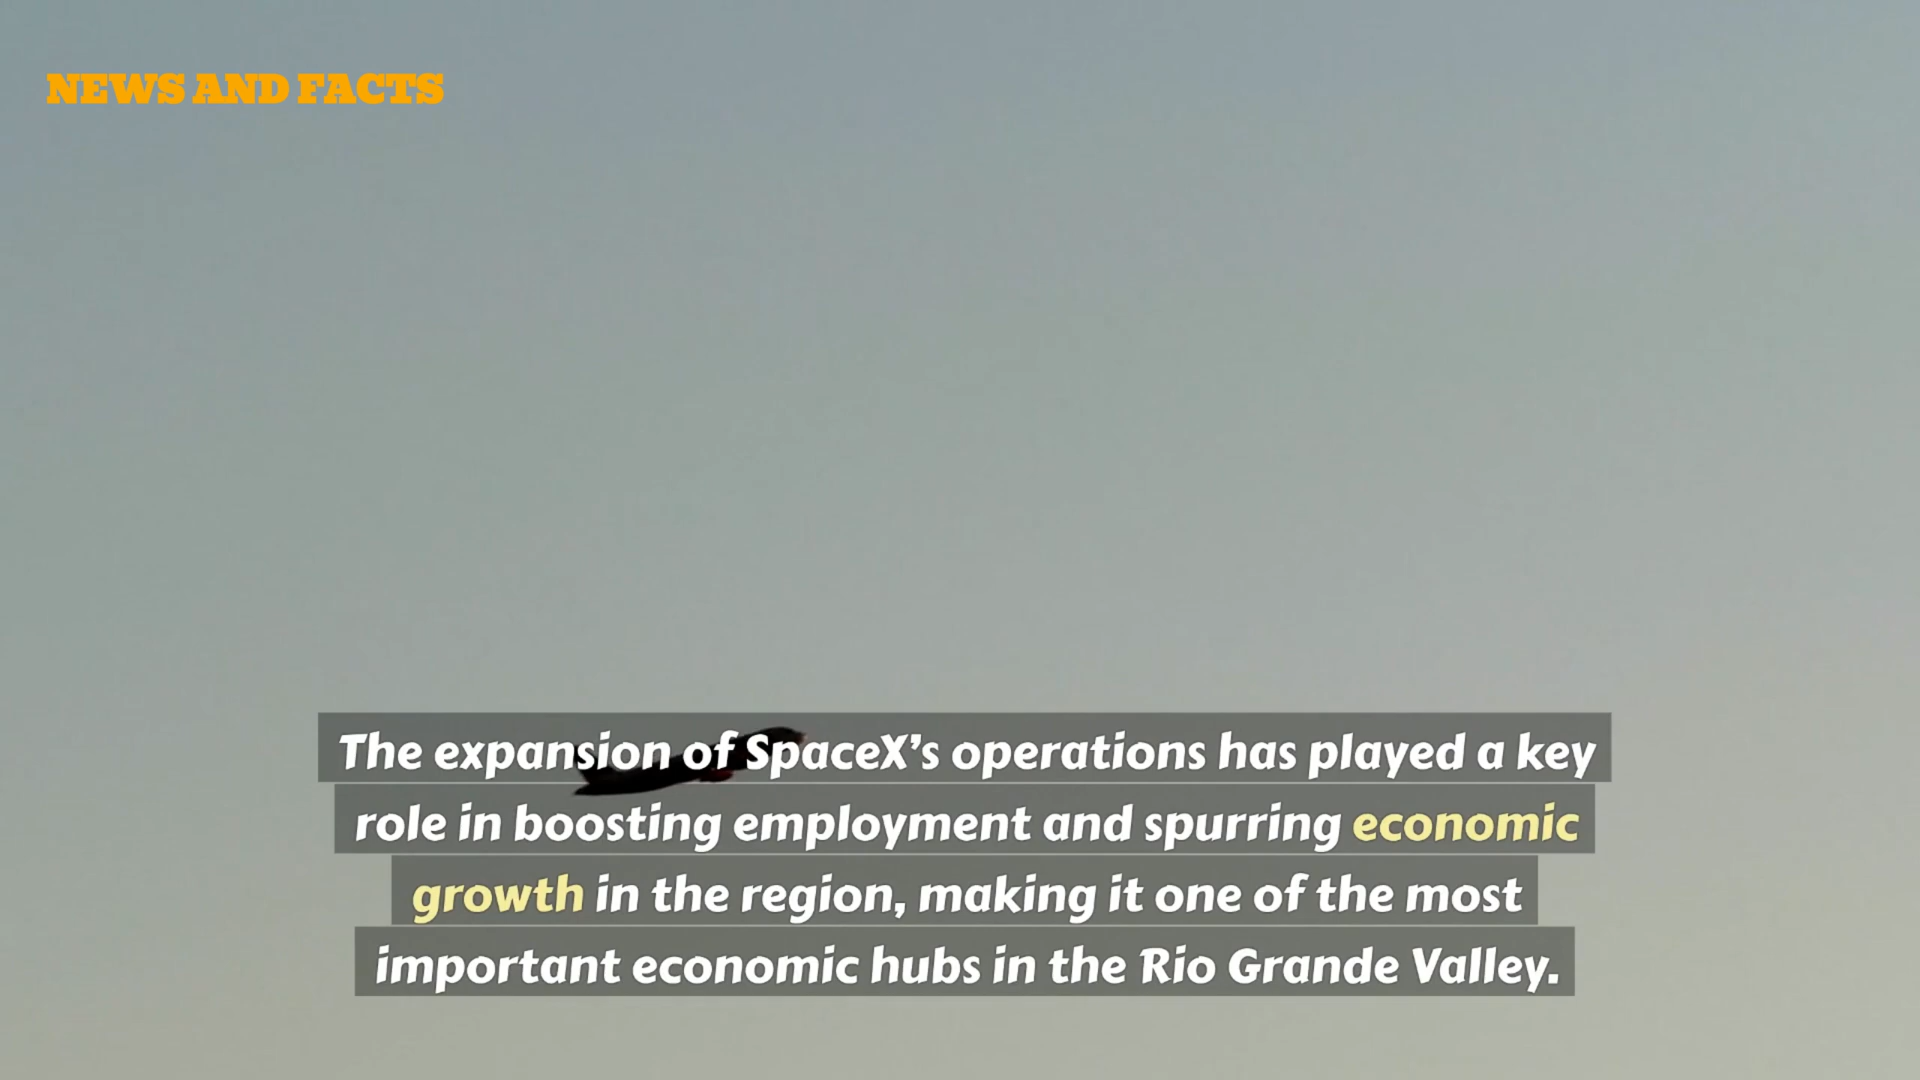 NEWS AND FACTS
The expansion of SpaceX's operations has played a key
role in boosting employment and spurring economic
growth in the region, making it one of the most
important economic hubs in the Rio Grande Valley.